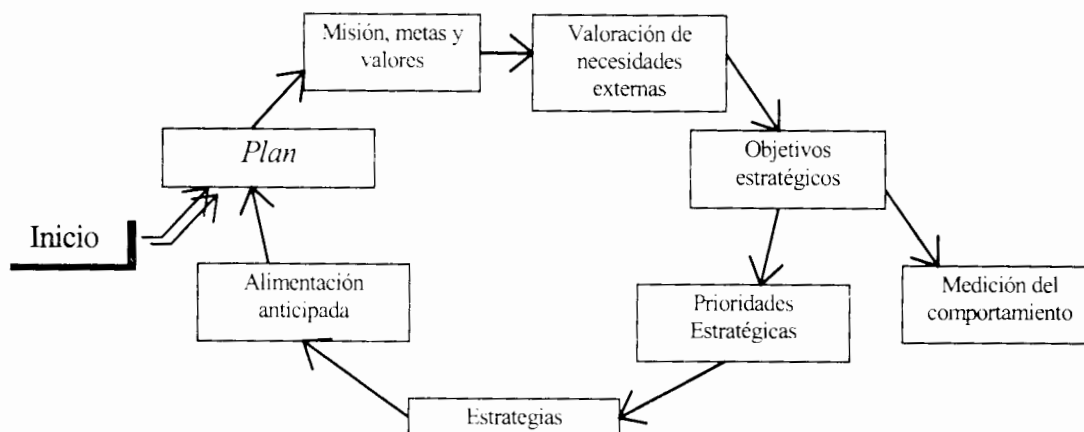 Misión, metas y
valores
Valoración de
necesidades
externas
Plan
Objetivos
estratégicos
Inicio
Alimentación
anticipada
Prioridades
Estratégicas
Medición del
comportamiento
Estrategias